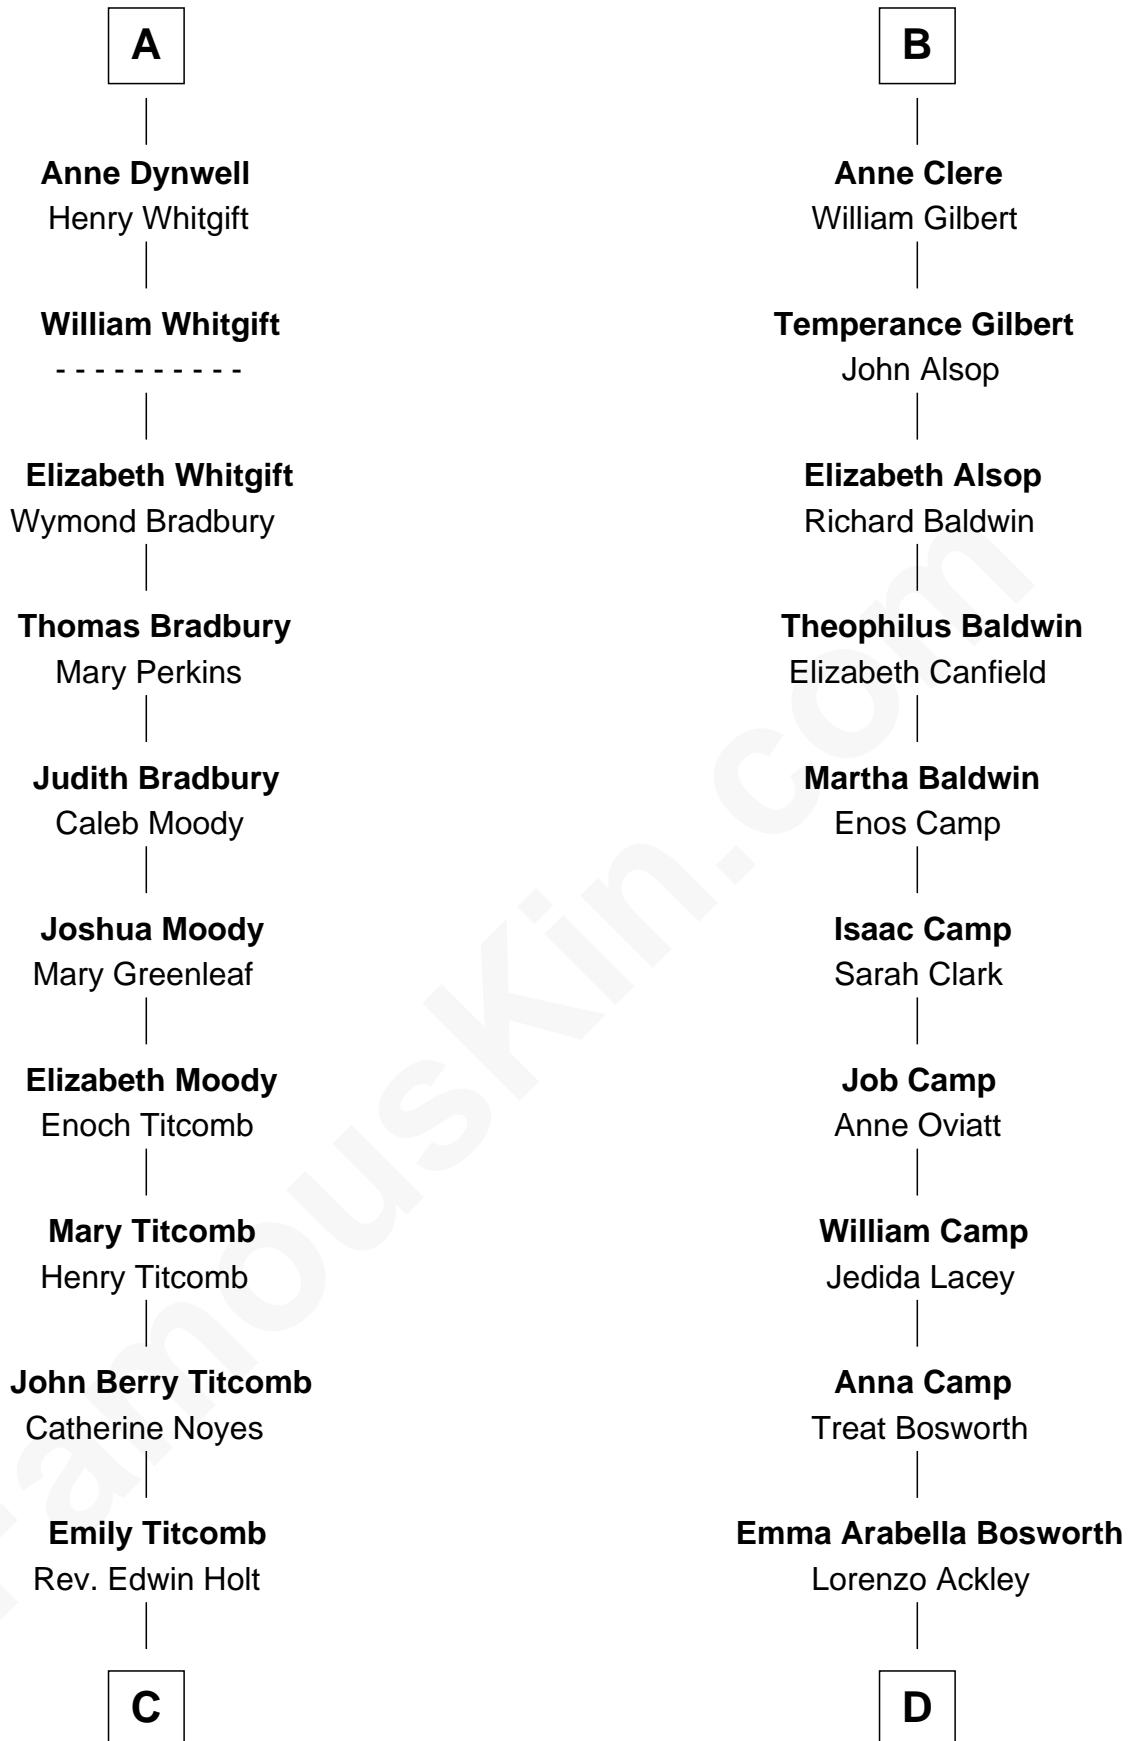 A
Anne Dynwell
Henry Whitgift
William Whitgift
- - - - - - - - - -
Elizabeth Whitgift
Wymond Bradbury
Thomas Bradbury
Mary Perkins
Judith Bradbury
Caleb Moody
Joshua Moody
Mary Greenleaf
Elizabeth Moody
Enoch Titcomb
Mary Titcomb
Henry Titcomb
John Berry Titcomb
Catherine Noyes
Emily Titcomb
Rev. Edwin Holt
C
B
Anne Clere
William Gilbert
Temperance Gilbert
John Alsop
Elizabeth Alsop
Richard Baldwin
Theophilus Baldwin
Elizabeth Canfield
Martha Baldwin
Enos Camp
Isaac Camp
Sarah Clark
Job Camp
Anne Oviatt
William Camp
Jedida Lacey
Anna Camp
Treat Bosworth
Emma Arabella Bosworth
Lorenzo Ackley
D
FamousKin.com